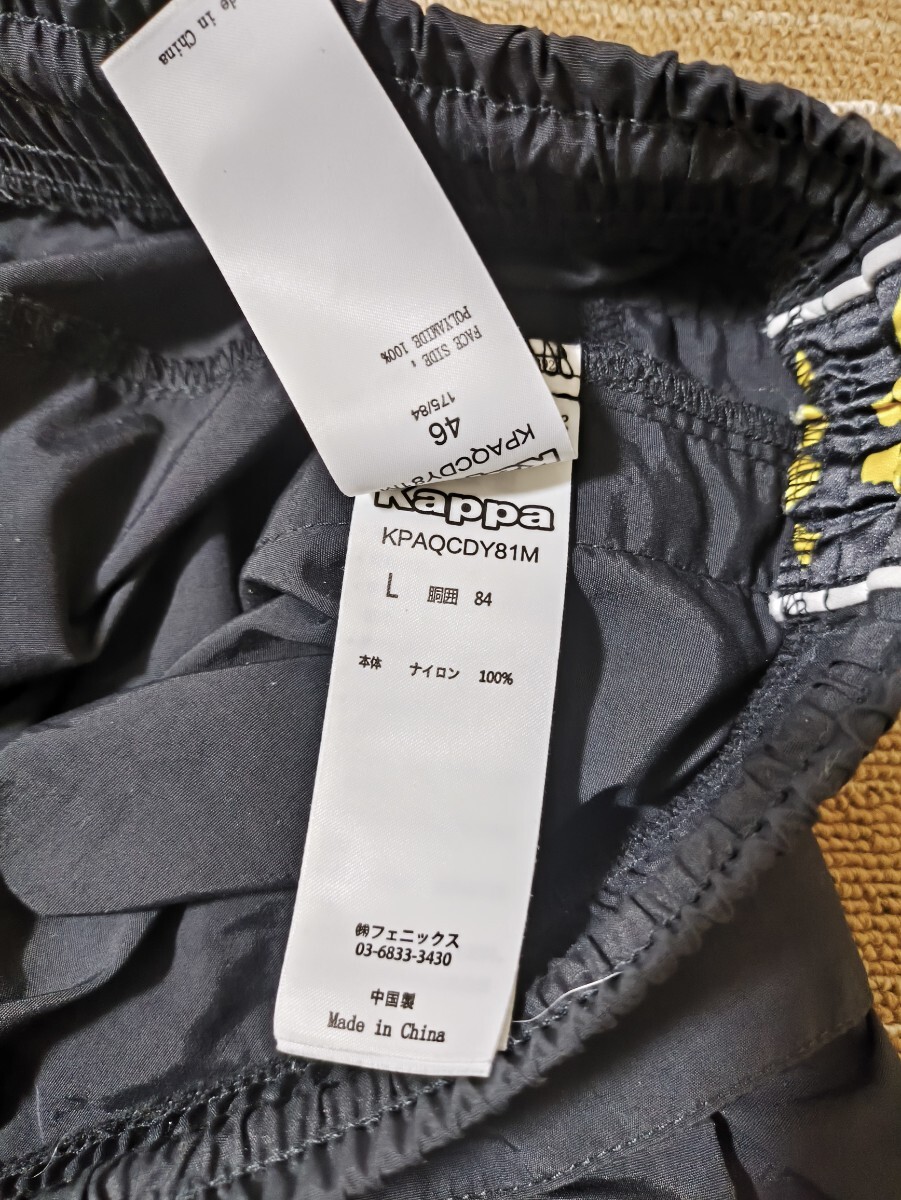 Made in China
FACE SIDE :
POLYAMIDE 100%
175/84
46
KPAQCDY81M
Kappa
KPAQCDY81M
L 胴囲 84
本体 ナイロン 100%
㈱フェニックス
03-6833-3430
中国製
Made in China